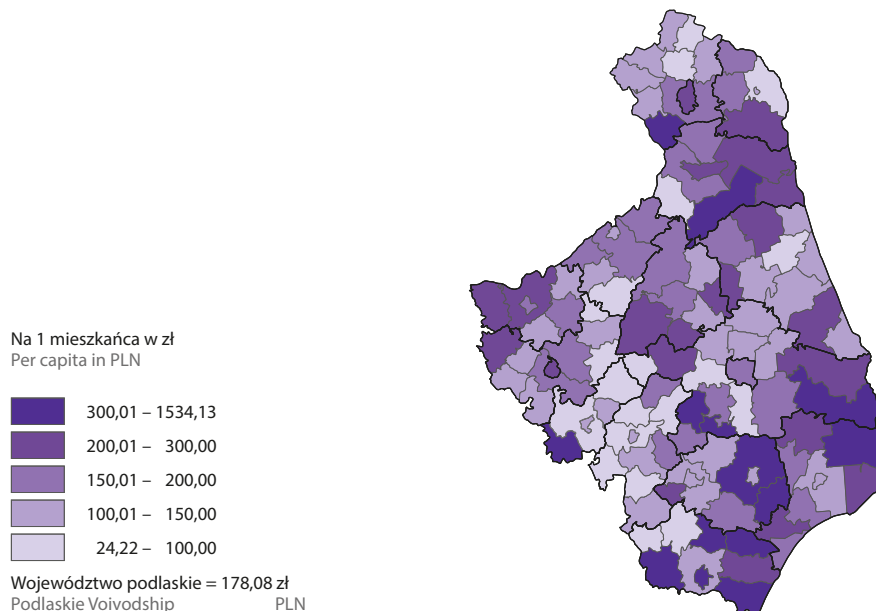 Na 1 mieszkańca w zł
Per capita in PLN
300,01 – 1534,13
200,01 – 300,00
150,01 – 200,00
100,01 – 150,00
24,22 – 100,00
Województwo podlaskie = 178,08 zł
Podlaskie Voivodship PLN